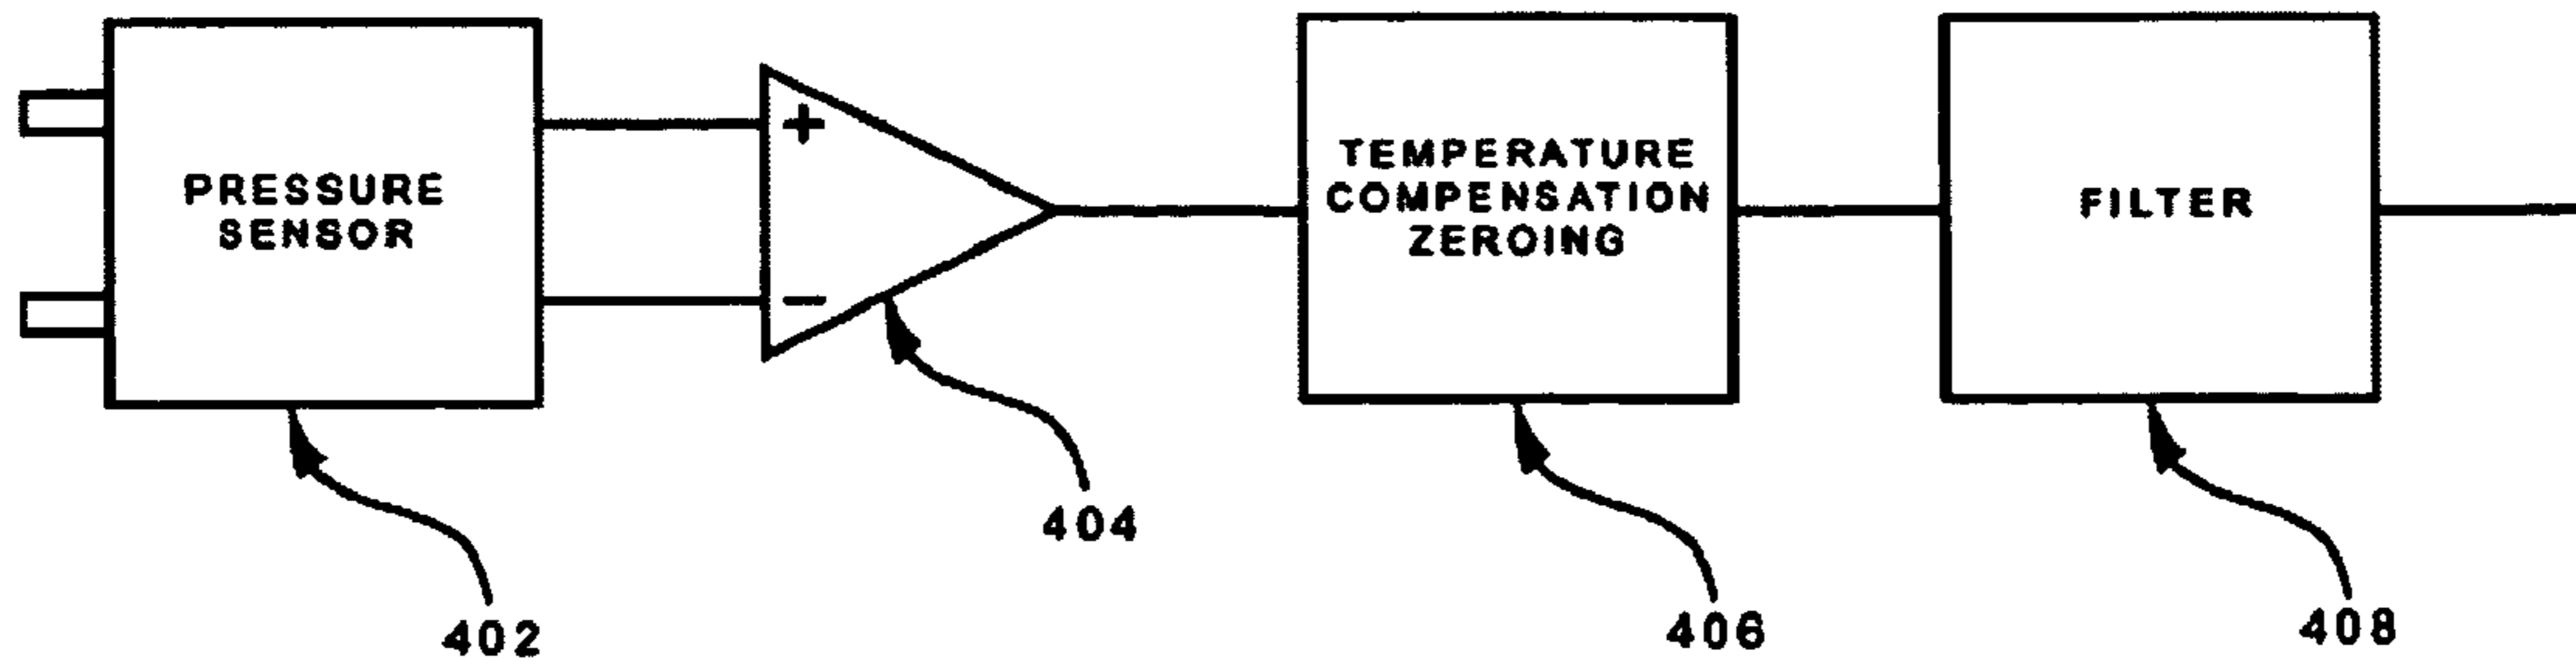 PRESSURE
SENSOR
+
−
TEMPERATURE
COMPENSATION
ZEROING
FILTER
402
404
406
408